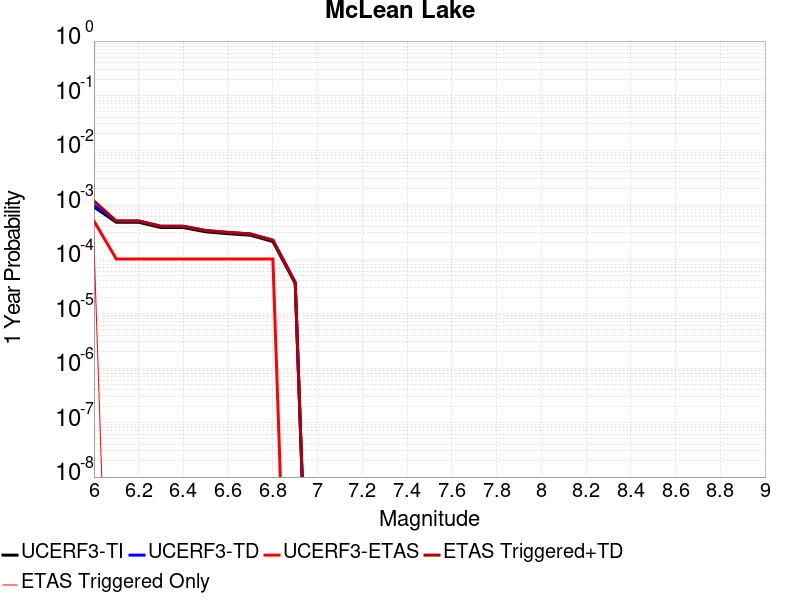 McLean Lake
10^0
10^-1
10^-2
10^-3
10^-4
10^-5
10^-6
10^-7
10^-8
1 Year Probability
6 6.2 6.4 6.6 6.8 7 7.2 7.4 7.6 7.8 8 8.2 8.4 8.6 8.8 9
Magnitude
UCERF3-TI UCERF3-TD UCERF3-ETAS ETAS Triggered+TD
ETAS Triggered Only